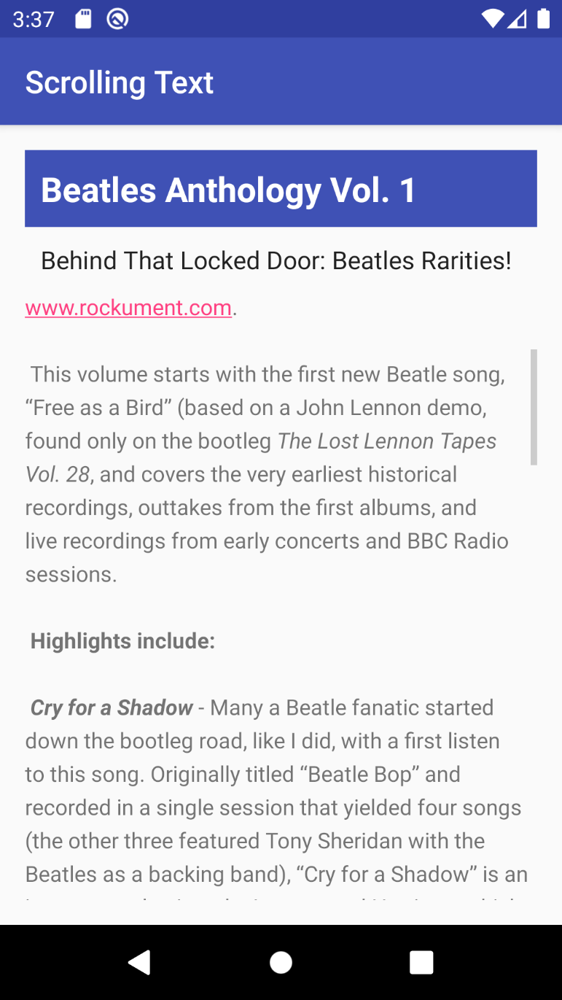 3:37
Scrolling Text
Beatles Anthology Vol. 1
Behind That Locked Door: Beatles Rarities!
www.rockument.com.
This volume starts with the first new Beatle song,
“Free as a Bird” (based on a John Lennon demo,
found only on the bootleg The Lost Lennon Tapes
Vol. 28, and covers the very earliest historical
recordings, outtakes from the first albums, and
live recordings from early concerts and BBC Radio
sessions.
Highlights include:
Cry for a Shadow - Many a Beatle fanatic started
down the bootleg road, like I did, with a first listen
to this song. Originally titled “Beatle Bop” and
recorded in a single session that yielded four songs
(the other three featured Tony Sheridan with the
Beatles as a backing band), “Cry for a Shadow” is an